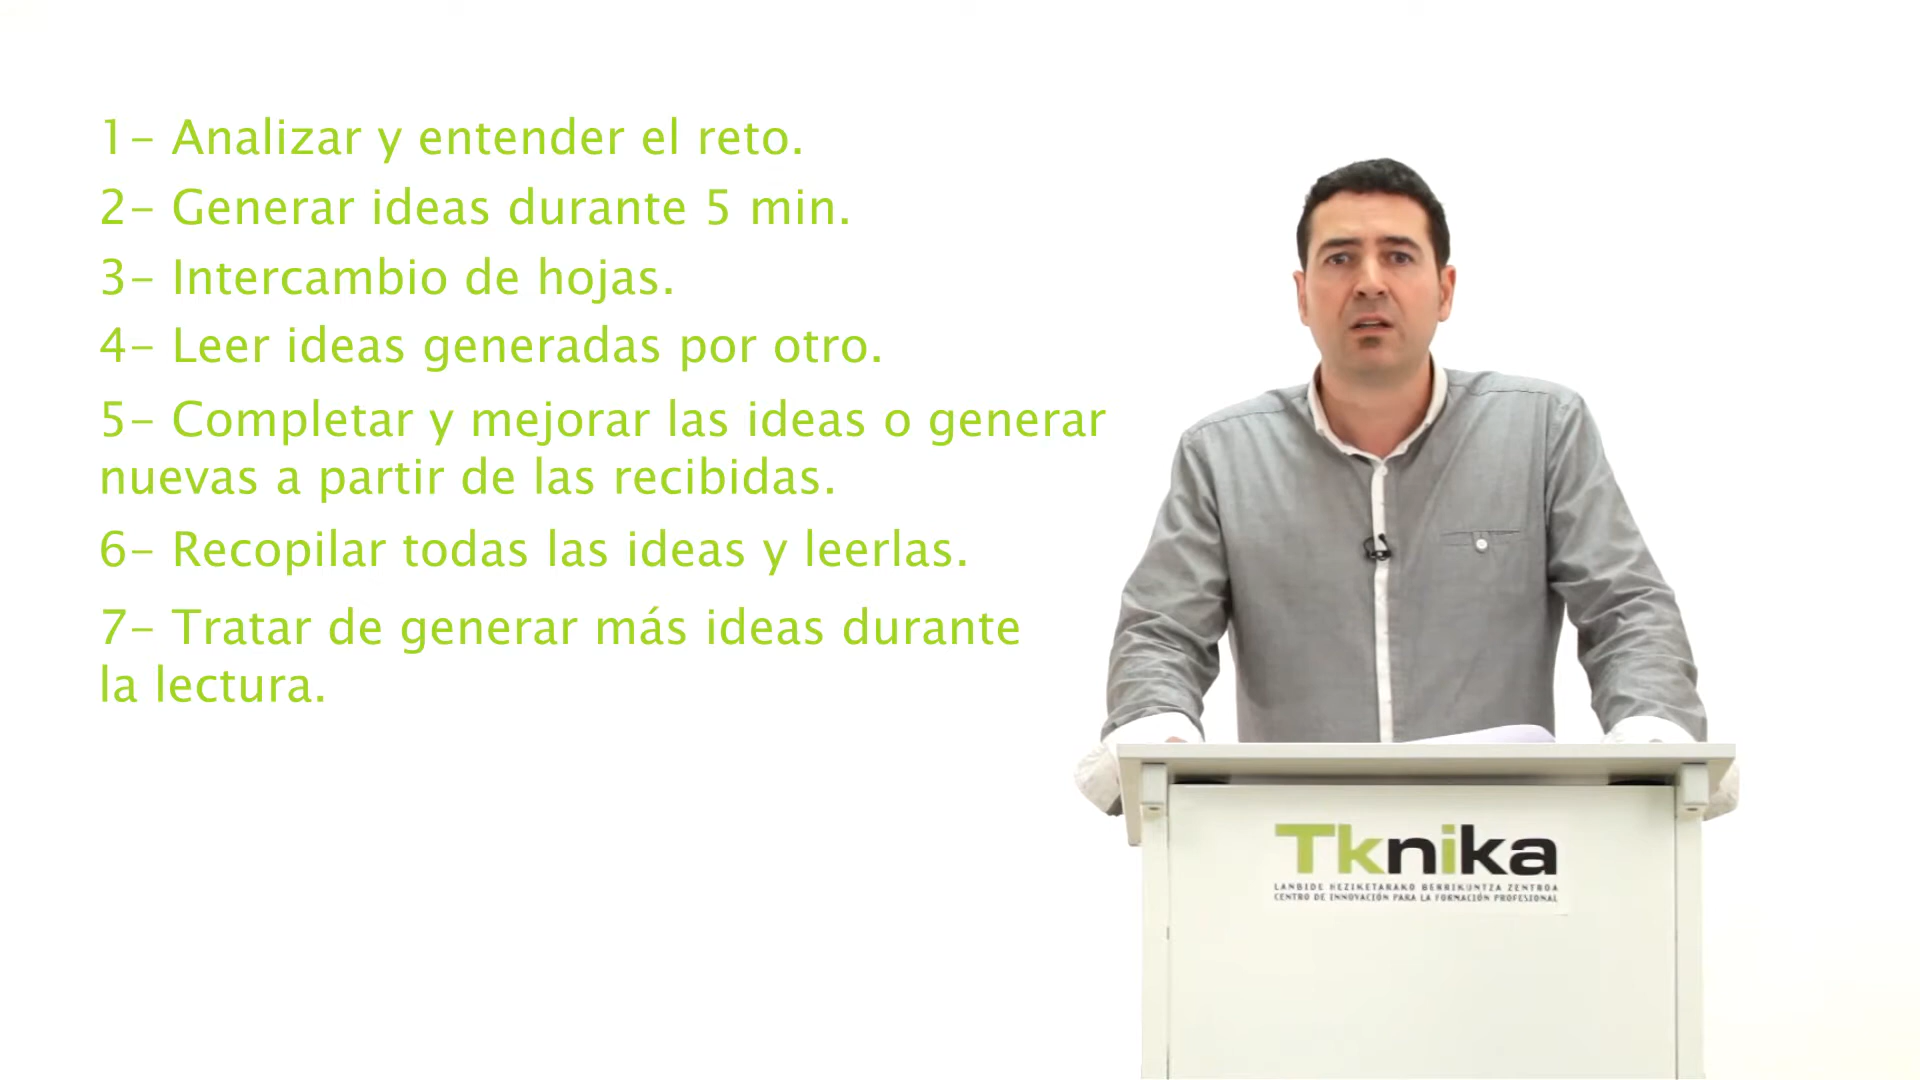 1- Analizar y entender el reto.
2- Generar ideas durante 5 min.
3- Intercambio de hojas.
4- Leer ideas generadas por otro.
5- Completar y mejorar las ideas o generar
nuevas a partir de las recibidas.
6- Recopilar todas las ideas y leerlas.
7- Tratar de generar más ideas durante
la lectura.
Tknika
LANBIDE HEZIKETARAKO BERRIKUNTZA ZENTROA
CENTRO DE INNOVACIÓN PARA LA FORMACIÓN PROFESIONAL